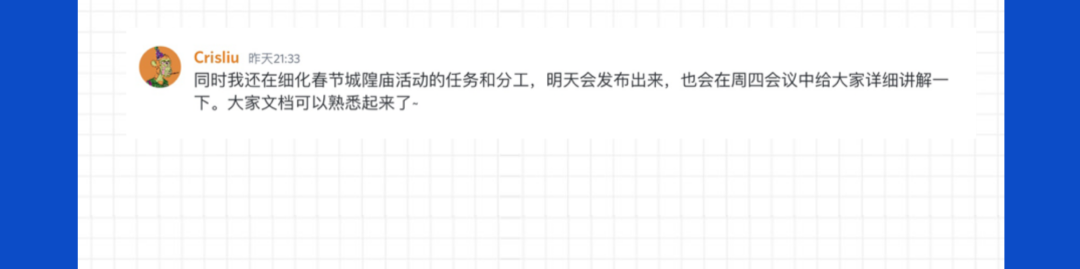 Crisliu 昨天21:33
同时我还在细化春节城隍庙活动的任务和分工，明天会发布出来，也会在周四会议中给大家详细讲解一
下。大家文档可以熟悉起来了~